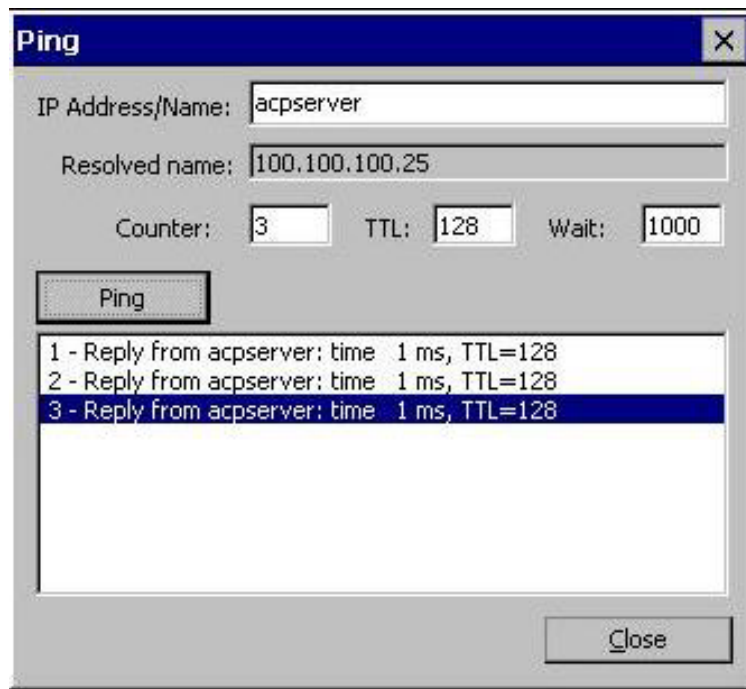 Ping
IP Address/Name: acpserver
Resolved name: 100.100.100.25
Counter: 3 TTL: 128 Wait: 1000
Ping
1 - Reply from acpserver: time 1 ms, TTL=128
2 - Reply from acpserver: time 1 ms, TTL=128
3 - Reply from acpserver: time 1 ms, TTL=128
Close